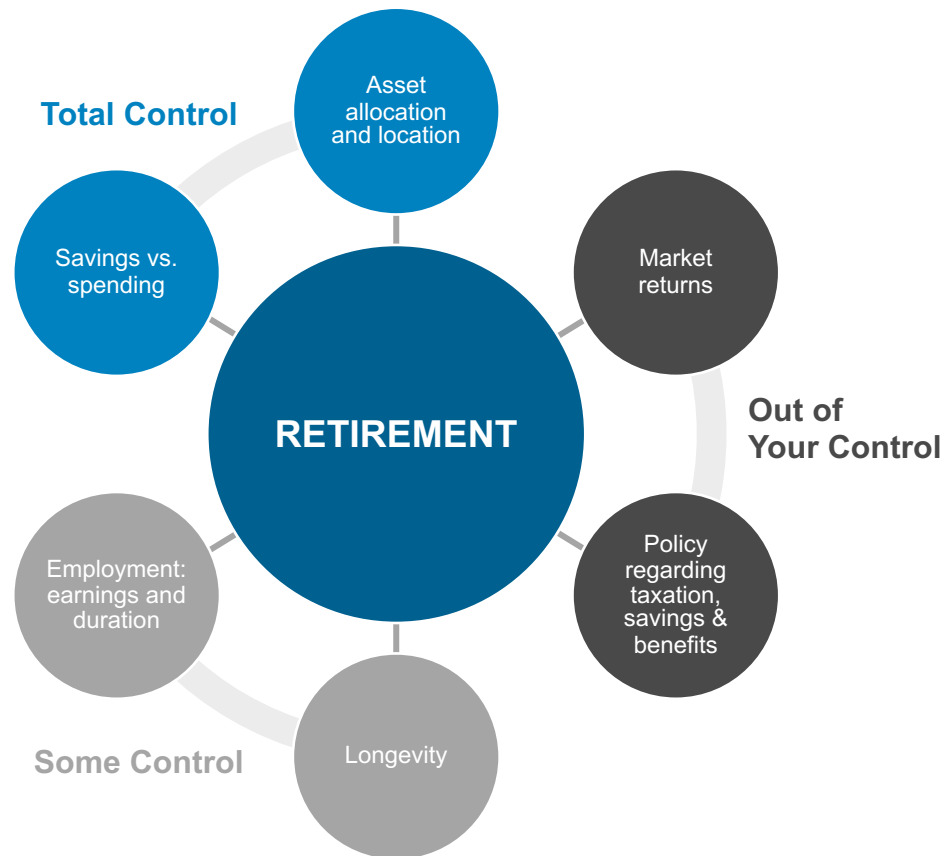 Asset
allocation
and location
Total Control
Savings vs.
spending
Market
returns
RETIREMENT
Out of
Your Control
Employment:
earnings and
duration
Policy
regarding
taxation,
savings &
benefits
Some Control
Longevity